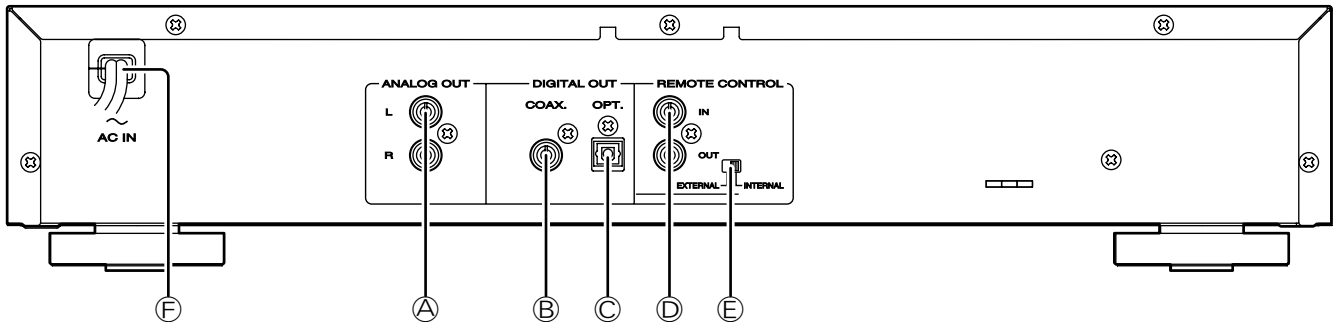 ANALOG OUT
DIGITAL OUT
REMOTE CONTROL
COAX.
OPT.
L
IN
~
AC IN
R
OUT
EXTERNAL
INTERNAL
Ⓕ
Ⓐ
Ⓑ
Ⓒ
Ⓓ
Ⓔ